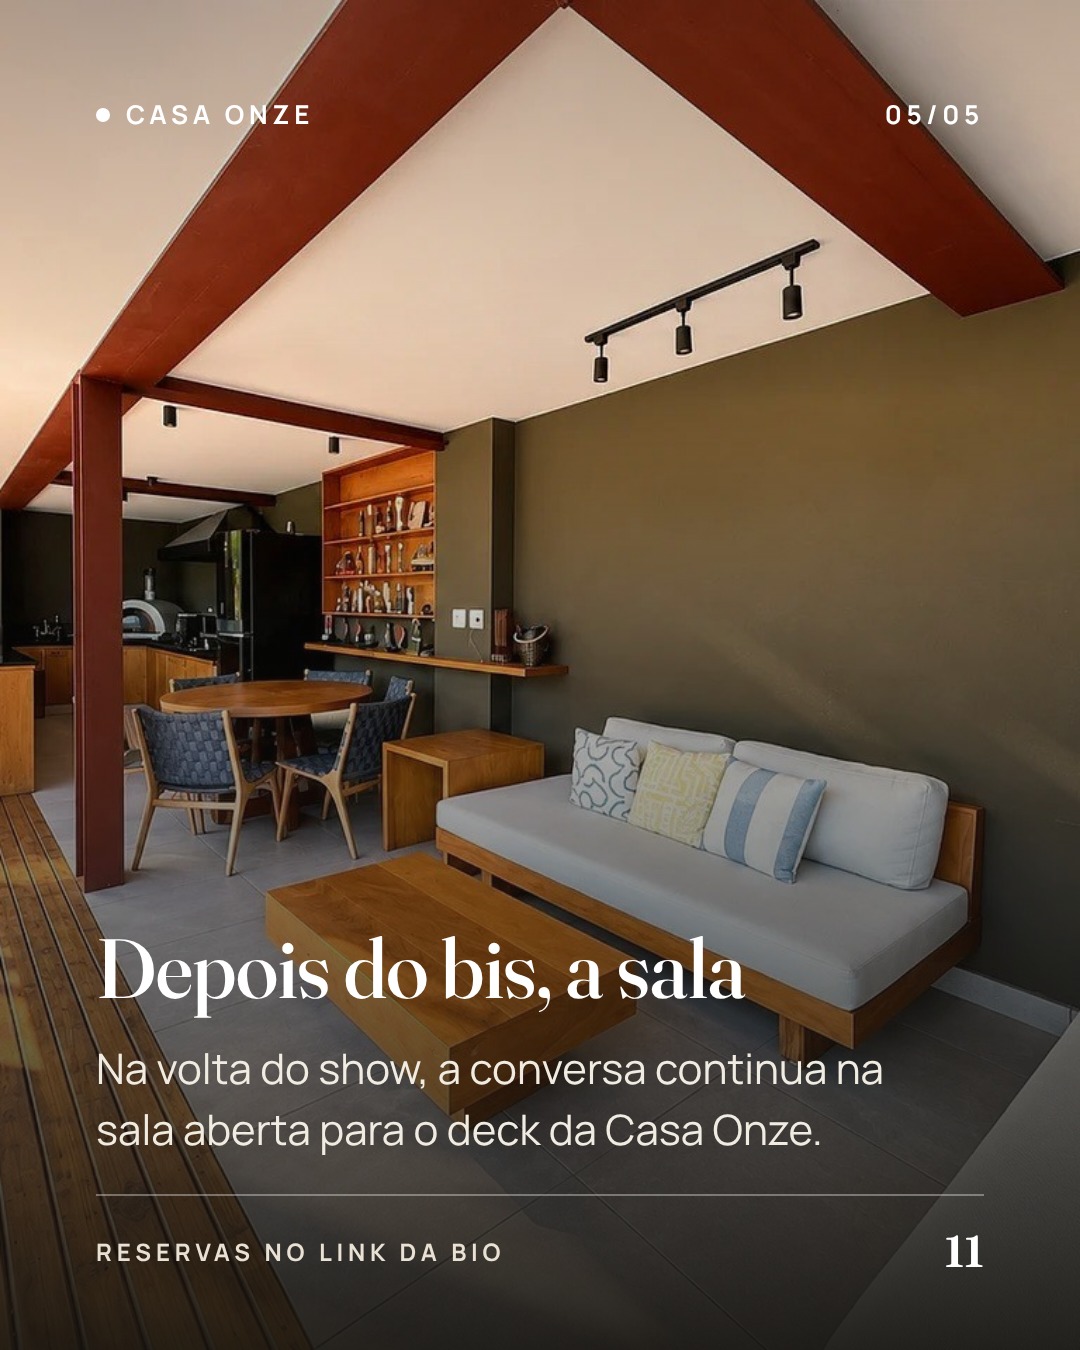 CASA ONZE
05/05
Depois do bis, a sala
Na volta do show, a conversa continua na
sala aberta para o deck da Casa Onze.
RESERVAS NO LINK DA BIO
11